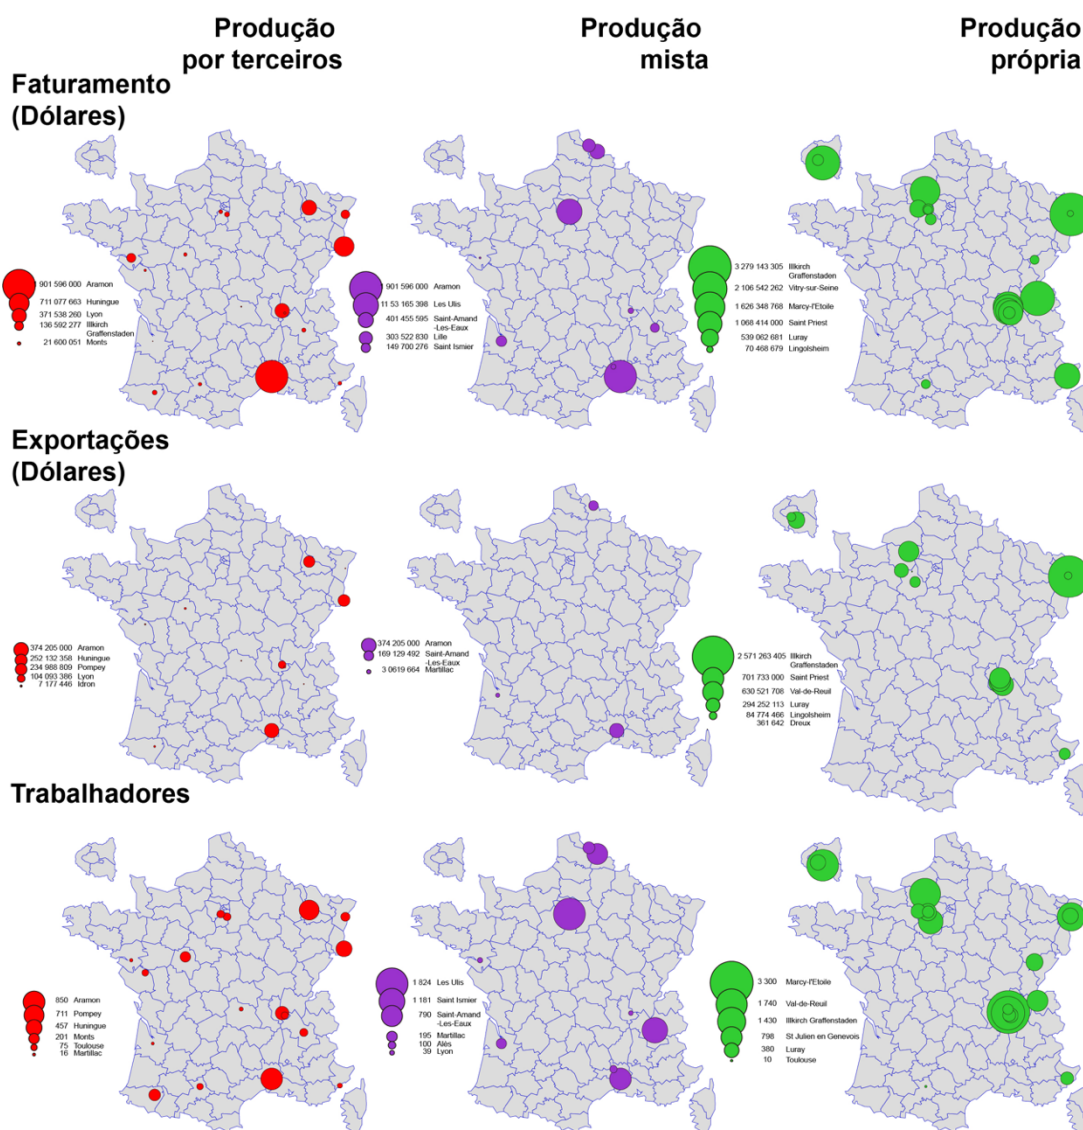 Produção
por terceiros
Produção
mista
Produção
própria
Faturamento
(Dólares)
901 596 000 Aramon
711 077 663 Huningue
371 538 260 Lyon
136 592 277 Illkirch
Graffenstaden
21 600 051 Monts
901 596 000 Aramon
11 53 165 398 Les Ulis
401 455 595 Saint-Amand
-Les-Eaux
303 522 830 Lille
149 700 276 Saint Ismier
3 279 143 305 Illkirch
Graffenstaden
2 106 542 262 Vitry-sur-Seine
1 626 348 768 Marcy-l'Etoile
1 068 414 000 Saint Priest
539 062 681 Luray
70 468 679 Lingolsheim
Exportações
(Dólares)
374 205 000 Aramon
252 132 358 Huningue
234 988 809 Pompey
104 093 386 Lyon
7 177 446 Idron
374 205 000 Aramon
169 129 492 Saint-Amand
-Les-Eaux
3 0619 664 Martillac
2 571 263 405 Illkirch
Graffenstaden
701 733 000 Saint Priest
630 521 708 Val-de-Reuil
294 252 113 Luray
84 774 466 Lingolsheim
361 642 Dreux
Trabalhadores
850 Aramon
711 Pompey
457 Huningue
201 Monts
75 Toulouse
16 Martillac
1 824 Les Ulis
1 181 Saint Ismier
790 Saint-Amand
-Les-Eaux
195 Martillac
100 Alès
39 Lyon
3 300 Marcy-l'Etoile
1 740 Val-de-Reuil
1 430 Illkirch Graffenstaden
798 St Julien en Genevois
380 Luray
10 Toulouse